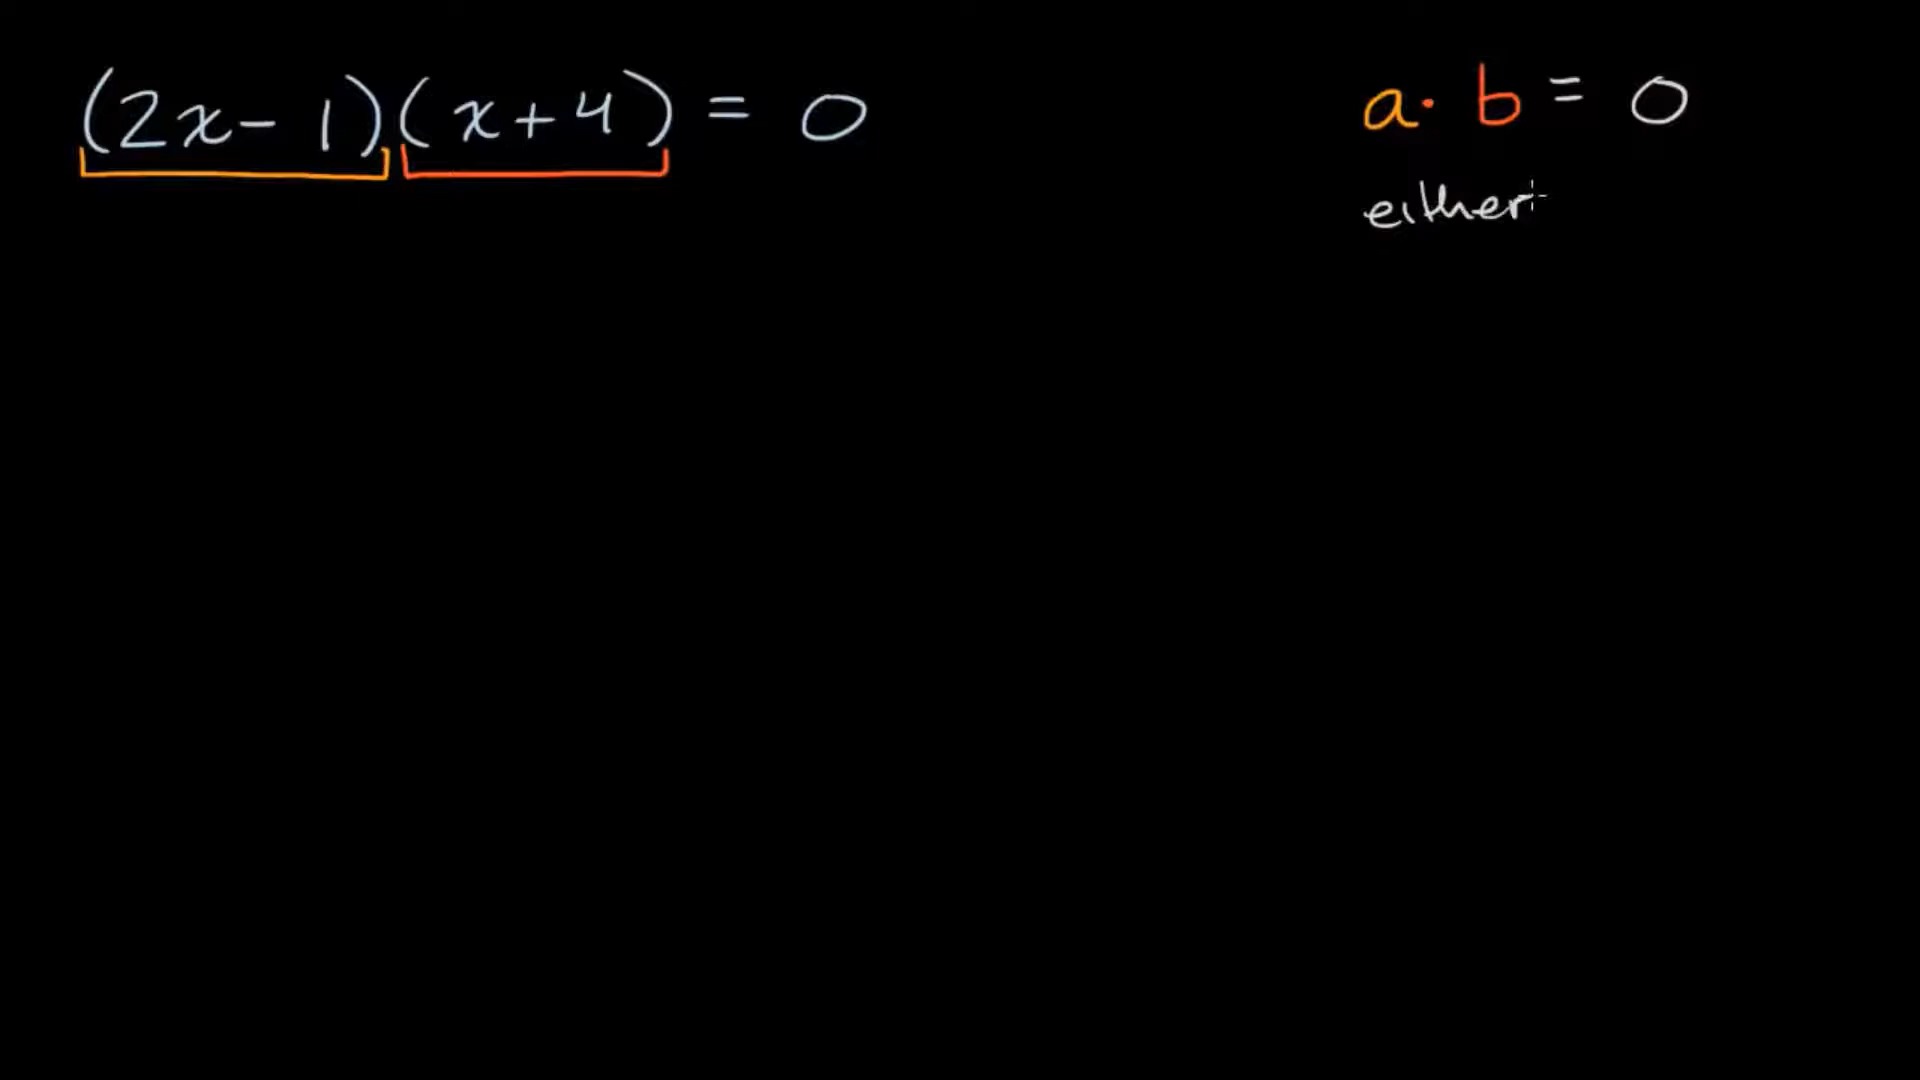 (2x-1)(x+4) = 0
a · b = 0
either